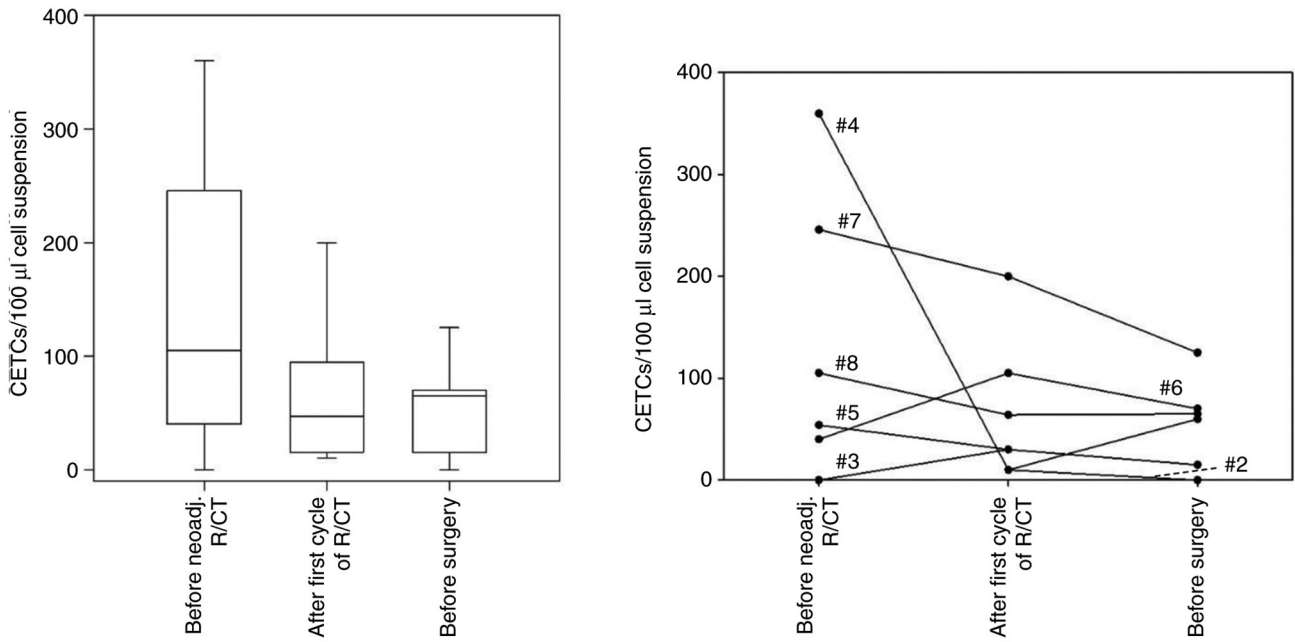 400
300
200
100
0
CETCs/100 µl cell suspension
Before neoadj.
R/CT
After first cycle
of R/CT
Before surgery
400
300
200
100
0
CETCs/100 µl cell suspension
#4
#7
#8
#6
#5
#3
#2
Before neoadj.
R/CT
After first cycle
of R/CT
Before surgery